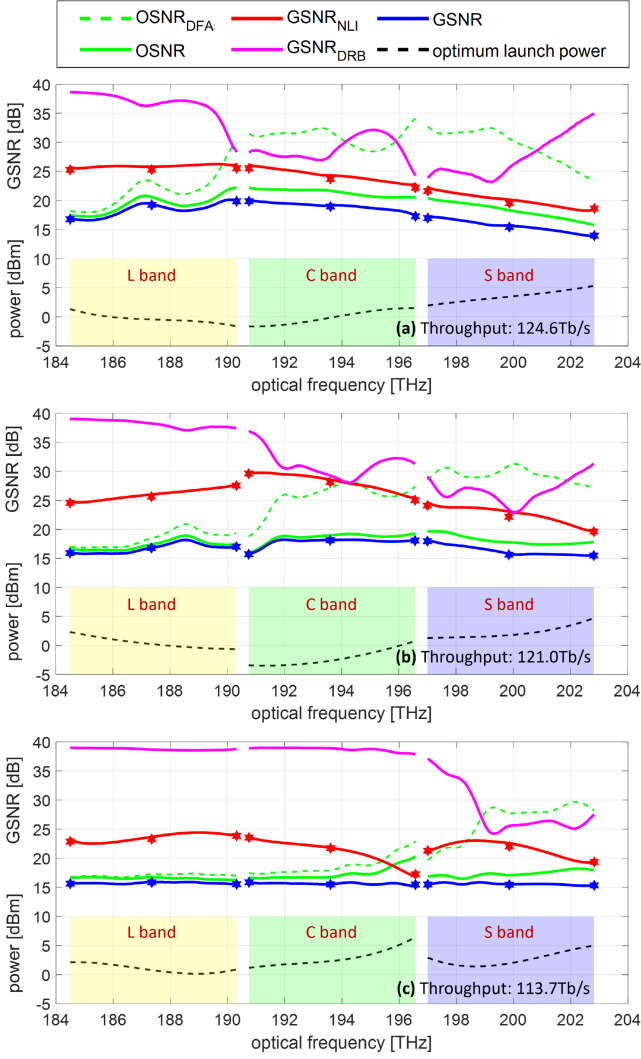 OSNR_DFA GSNR_NLI GSNR
OSNR GSNR_DRB optimum launch power
40
35
30
25
20
15
10
5
0
-5
GSNR [dB]
power [dBm]
L band C band S band
(a) Throughput: 124.6Tb/s
184 186 188 190 192 194 196 198 200 202 204
optical frequency [THz]
40
30
20
15
10
5
0
-5
GSNR [dB]
power [dBm]
L band C band S band
(b) Throughput: 121.0Tb/s
184 186 188 190 192 194 196 198 200 202 204
optical frequency [THz]
40
30
25
20
15
10
5
0
-5
GSNR [dB]
power [dBm]
L band C band S band
(c) Throughput: 113.7Tb/s
184 186 188 190 192 194 196 198 200 202 204
optical frequency [THz]